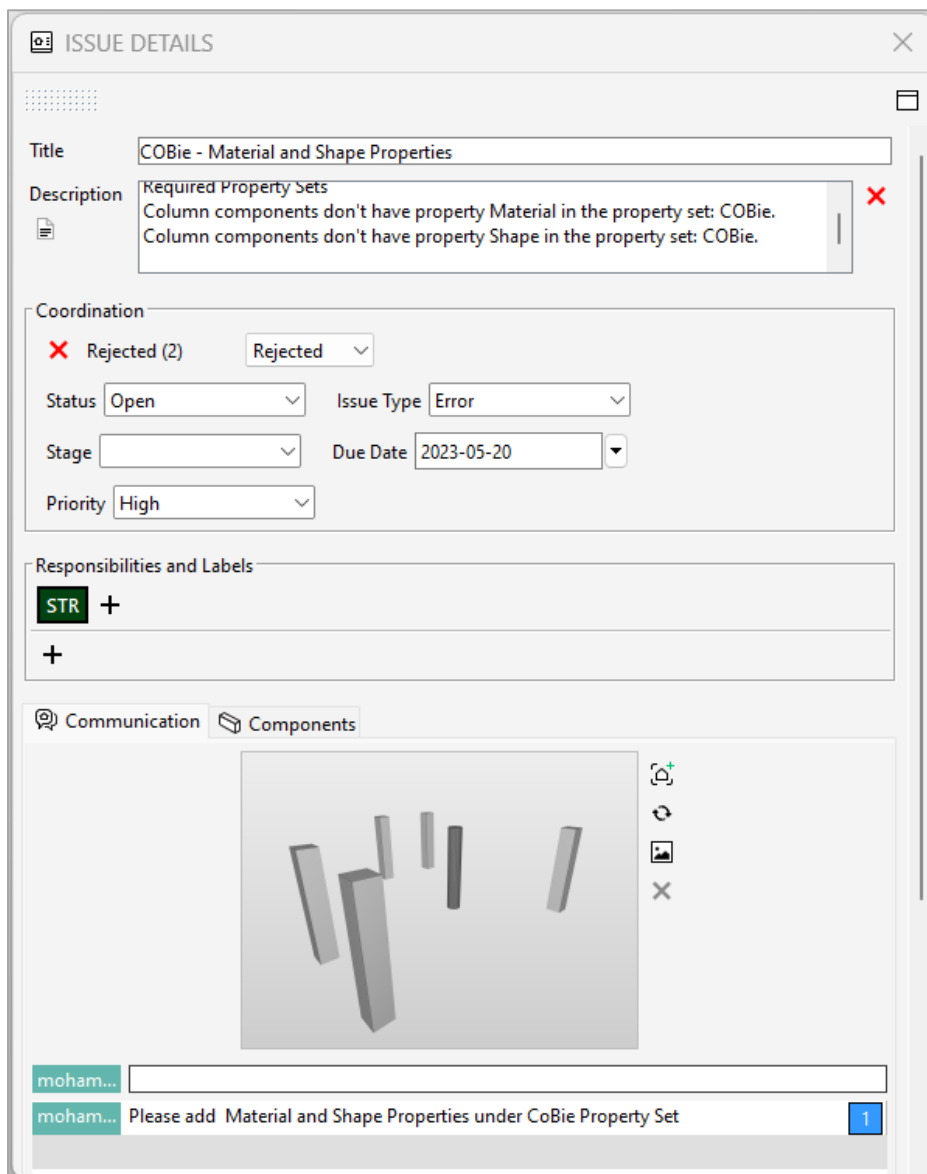 ISSUE DETAILS
Title
COBie - Material and Shape Properties
Description
Required Property Sets
Column components don't have property Material in the property set: COBie.
Column components don't have property Shape in the property set: COBie.
Coordination
Rejected (2)
Rejected
Status
Open
Issue Type
Error
Stage
Due Date
2023-05-20
Priority
High
Responsibilities and Labels
STR
Communication
Components
moham...
moham...
Please add  Material and Shape Properties under CoBie Property Set
1